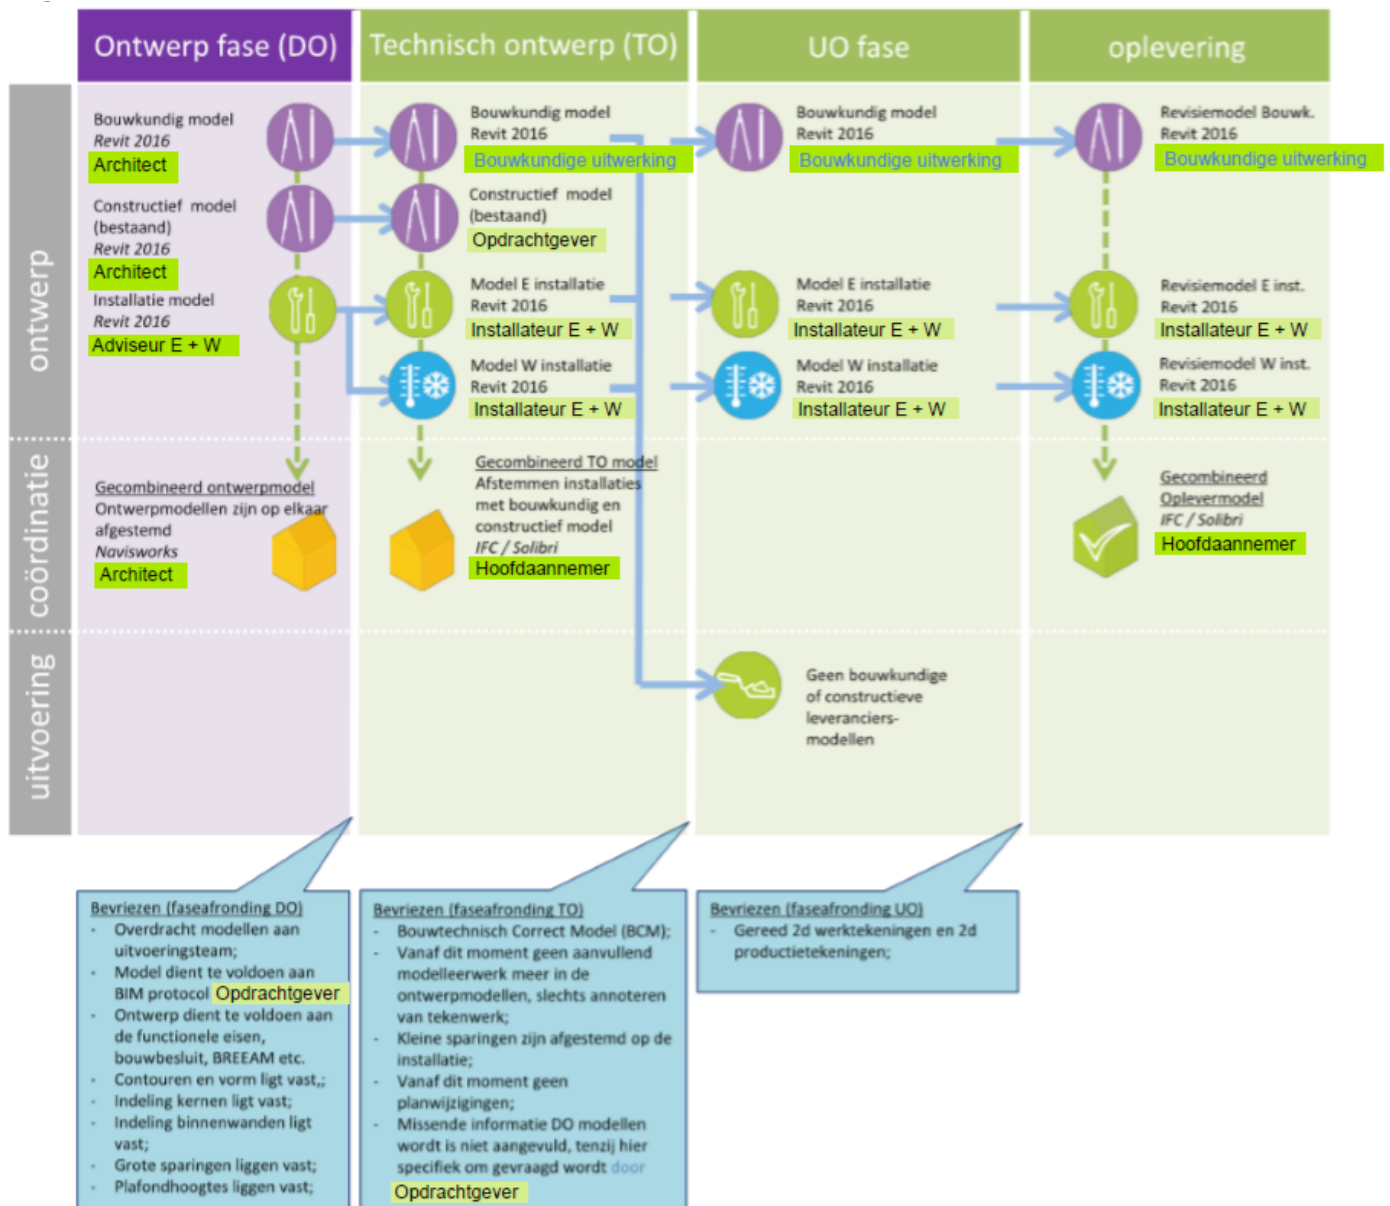 Ontwerp fase (DO)
Technisch ontwerp (TO)
UO fase
oplevering
ontwerp
Bouwkundig model
Revit 2016
Architect
Constructief model
(bestaand)
Revit 2016
Architect
Installatie model
Revit 2016
Adviseur E + W
Bouwkundig model
Revit 2016
Bouwkundige uitwerking
Constructief model
(bestaand)
Opdrachtgever
Model E installatie
Revit 2016
Installateur E + W
Model W installatie
Revit 2016
Installateur E + W
Bouwkundig model
Revit 2016
Bouwkundige uitwerking
Model E installatie
Revit 2016
Installateur E + W
Model W installatie
Revit 2016
Installateur E + W
Revisiemodel Bouwk.
Revit 2016
Bouwkundige uitwerking
Revisiemodel E inst.
Revit 2016
Installateur E + W
Revisiemodel W inst.
Revit 2016
Installateur E + W
coördinatie
Gecombineerd ontwerpmodel
Ontwerpmodellen zijn op elkaar
afgestemd
Navisworks
Architect
Gecombineerd TO model
Afstemmen installaties
met bouwkundig en
constructief model
IFC / Solibri
Hoofdaannemer
Gecombineerd
Oplevermodel
IFC / Solibri
Hoofdaannemer
uitvoering
Geen bouwkundige
of constructieve
leveranciers-
modellen
Bevriezen (faseafronding DO)
- Overdracht modellen aan
uitvoeringsteam;
- Model dient te voldoen aan
BIM protocol Opdrachtgever
- Ontwerp dient te voldoen aan
de functionele eisen,
bouwbesluit, BREEAM etc.
- Contouren en vorm ligt vast,;
- Indeling kernen ligt vast;
- Indeling binnenwanden ligt
vast;
- Grote sparingen liggen vast;
- Plafondhoogtes liggen vast;
Bevriezen (faseafronding TO)
- Bouwtechnisch Correct Model (BCM);
- Vanaf dit moment geen aanvullend
modelleerwerk meer in de
ontwerpmodellen, slechts annoteren
van tekenwerk;
- Kleine sparingen zijn afgestemd op de
installatie;
- Vanaf dit moment geen
planwijzigingen;
- Missende informatie DO modellen
wordt is niet aangevuld, tenzij hier
specifiek om gevraagd wordt door
Opdrachtgever
Bevriezen (faseafronding UO)
- Gereed 2d werktekeningen en 2d
productietekeningen;